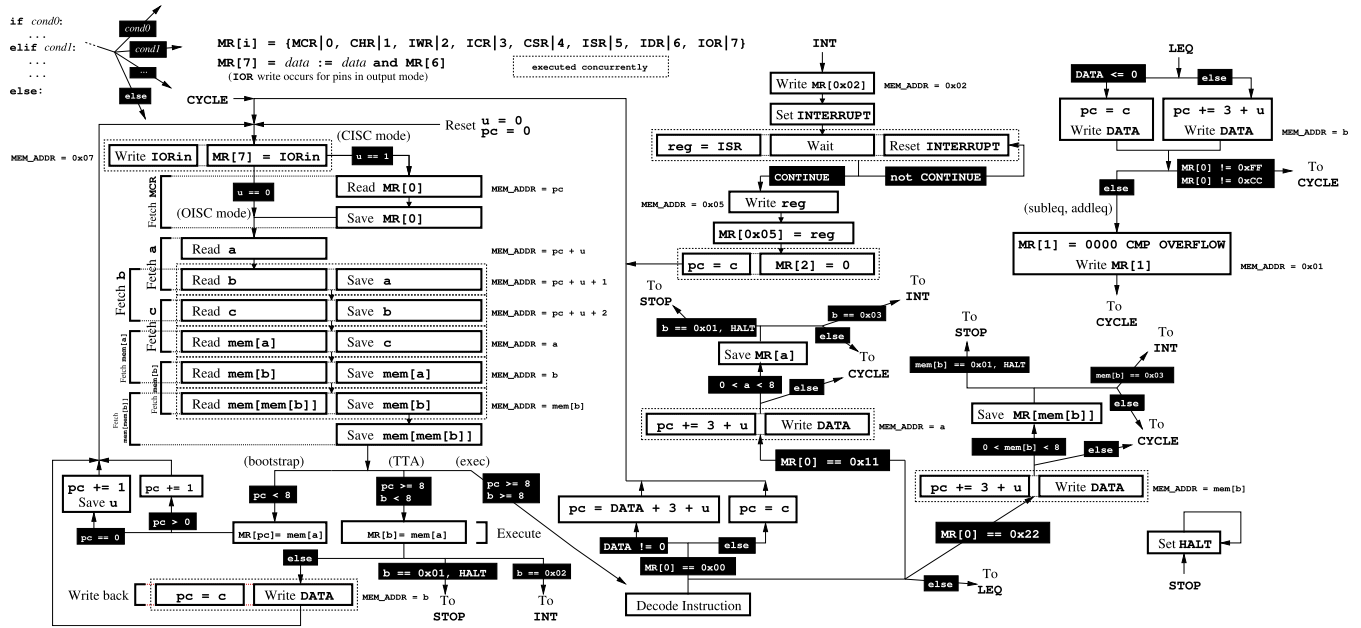 if cond0:
...
elif cond1:
...
...
else:
cond0
cond1
...
else
MR[i] = {MCR|0, CHR|1, IWR|2, ICR|3, CSR|4, ISR|5, IDR|6, IOR|7}
MR[7] = data := data and MR[6]
(IOR write occurs for pins in output mode)
executed concurrently
CYCLE
Reset u = 0
pc = 0
(CISC mode)
MEM_ADDR = 0x07
Write IORin
MR[7] = IORin
u == 1
u == 0
(OISC mode)
Fetch MCR
Read MR[0]
MEM_ADDR = pc
Save MR[0]
Fetch a
Read a
MEM_ADDR = pc + u
Fetch b
Read b
Save a
MEM_ADDR = pc + u + 1
Fetch c
Read c
Save b
MEM_ADDR = pc + u + 2
Fetch mem[a]
Read mem[a]
Save c
MEM_ADDR = a
Fetch mem[b]
Read mem[b]
Save mem[a]
MEM_ADDR = b
Fetch mem[mem[b]]
Read mem[mem[b]]
Save mem[b]
MEM_ADDR = mem[b]
Save mem[mem[b]]
(bootstrap)
(TTA)
(exec)
pc < 8
pc >= 8
b < 8
pc >= 8
b >= 8
pc += 1
Save u
pc += 1
pc == 0
pc > 0
MR[pc]= mem[a]
MR[b]= mem[a]
Execute
else
b == 0x01, HALT
b == 0x02
To
STOP
To
INT
Write back
pc = c
Write DATA
MEM_ADDR = b
INT
Write MR[0x02]
MEM_ADDR = 0x02
Set INTERRUPT
reg = ISR
Wait
Reset INTERRUPT
CONTINUE
not CONTINUE
MEM_ADDR = 0x05
Write reg
MR[0x05] = reg
pc = c
MR[2] = 0
To
STOP
To
INT
b == 0x01, HALT
b == 0x03
else
Save MR[a]
To
CYCLE
0 < a < 8
else
pc += 3 + u
Write DATA
MEM_ADDR = a
MR[0] == 0x11
pc = DATA + 3 + u
pc = c
DATA != 0
else
MR[0] == 0x00
Decode Instruction
LEQ
DATA <= 0
else
pc = c
Write DATA
pc += 3 + u
Write DATA
MEM_ADDR = b
MR[0] != 0xFF
MR[0] != 0xCC
To
CYCLE
else
(subleq, addleq)
MR[1] = 0000 CMP OVERFLOW
Write MR[1]
MEM_ADDR = 0x01
To
CYCLE
To
STOP
To
INT
mem[b] == 0x01, HALT
mem[b] == 0x03
else
Save MR[mem[b]]
To
CYCLE
0 < mem[b] < 8
else
pc += 3 + u
Write DATA
MEM_ADDR = mem[b]
MR[0] == 0x22
else
To
LEQ
Set HALT
STOP